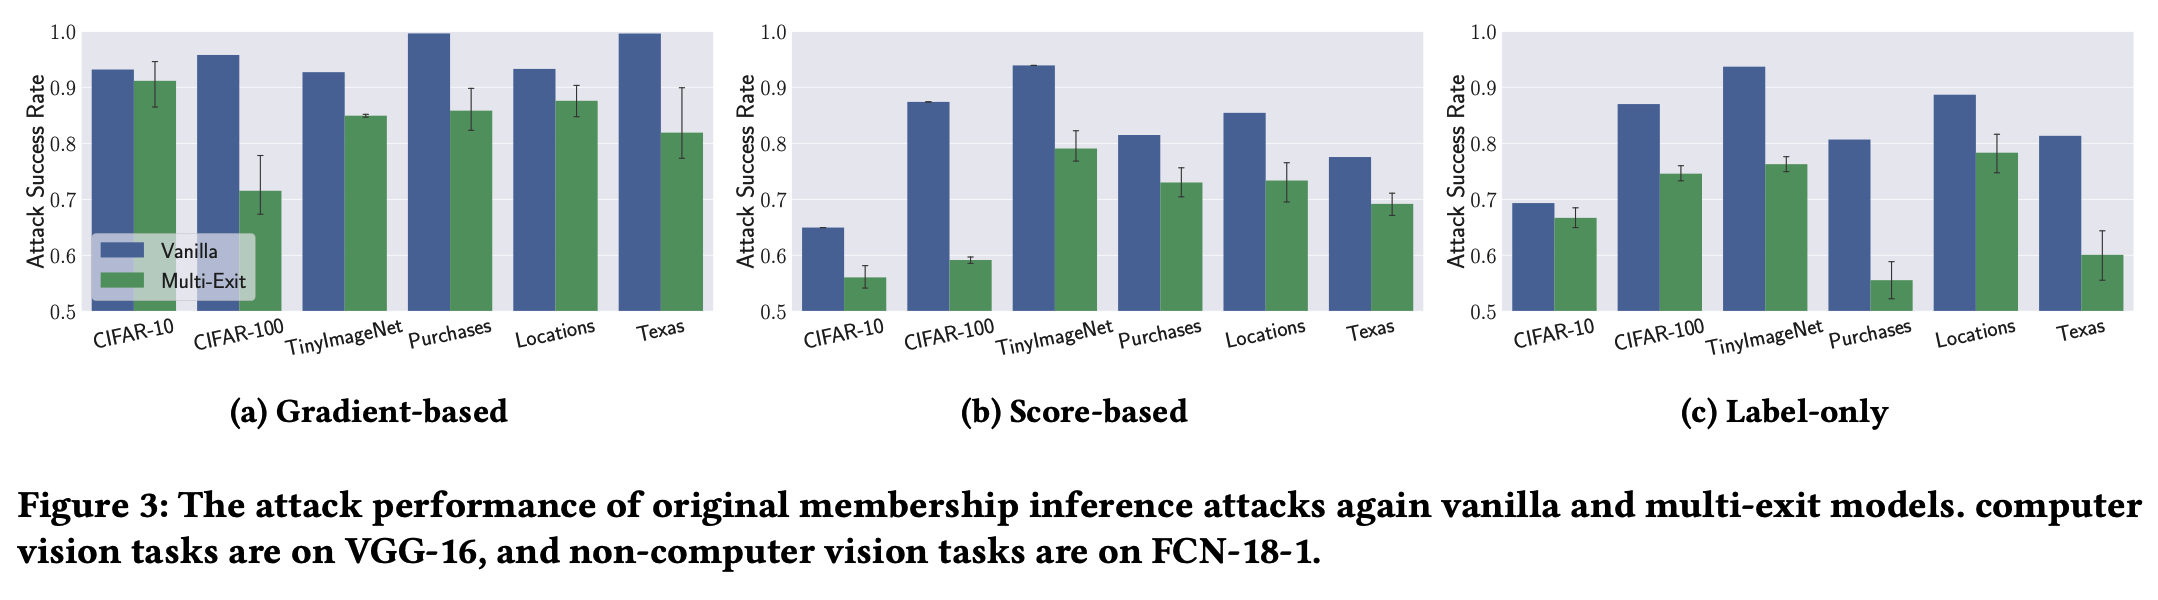 Attack Success Rate
1.0
0.9
0.8
0.7
0.6
0.5
Vanilla
Multi-Exit
CIFAR-10
CIFAR-100
TinyImageNet
Purchases
Locations
Texas
(a) Gradient-based
Attack Success Rate
1.0
0.9
0.8
0.7
0.6
0.5
CIFAR-10
CIFAR-100
TinyImageNet
Purchases
Locations
Texas
(b) Score-based
Attack Success Rate
1.0
0.9
0.8
0.7
0.6
0.5
CIFAR-10
CIFAR-100
TinyImageNet
Purchases
Locations
Texas
(c) Label-only
Figure 3: The attack performance of original membership inference attacks again vanilla and multi-exit models. computer
vision tasks are on VGG-16, and non-computer vision tasks are on FCN-18-1.